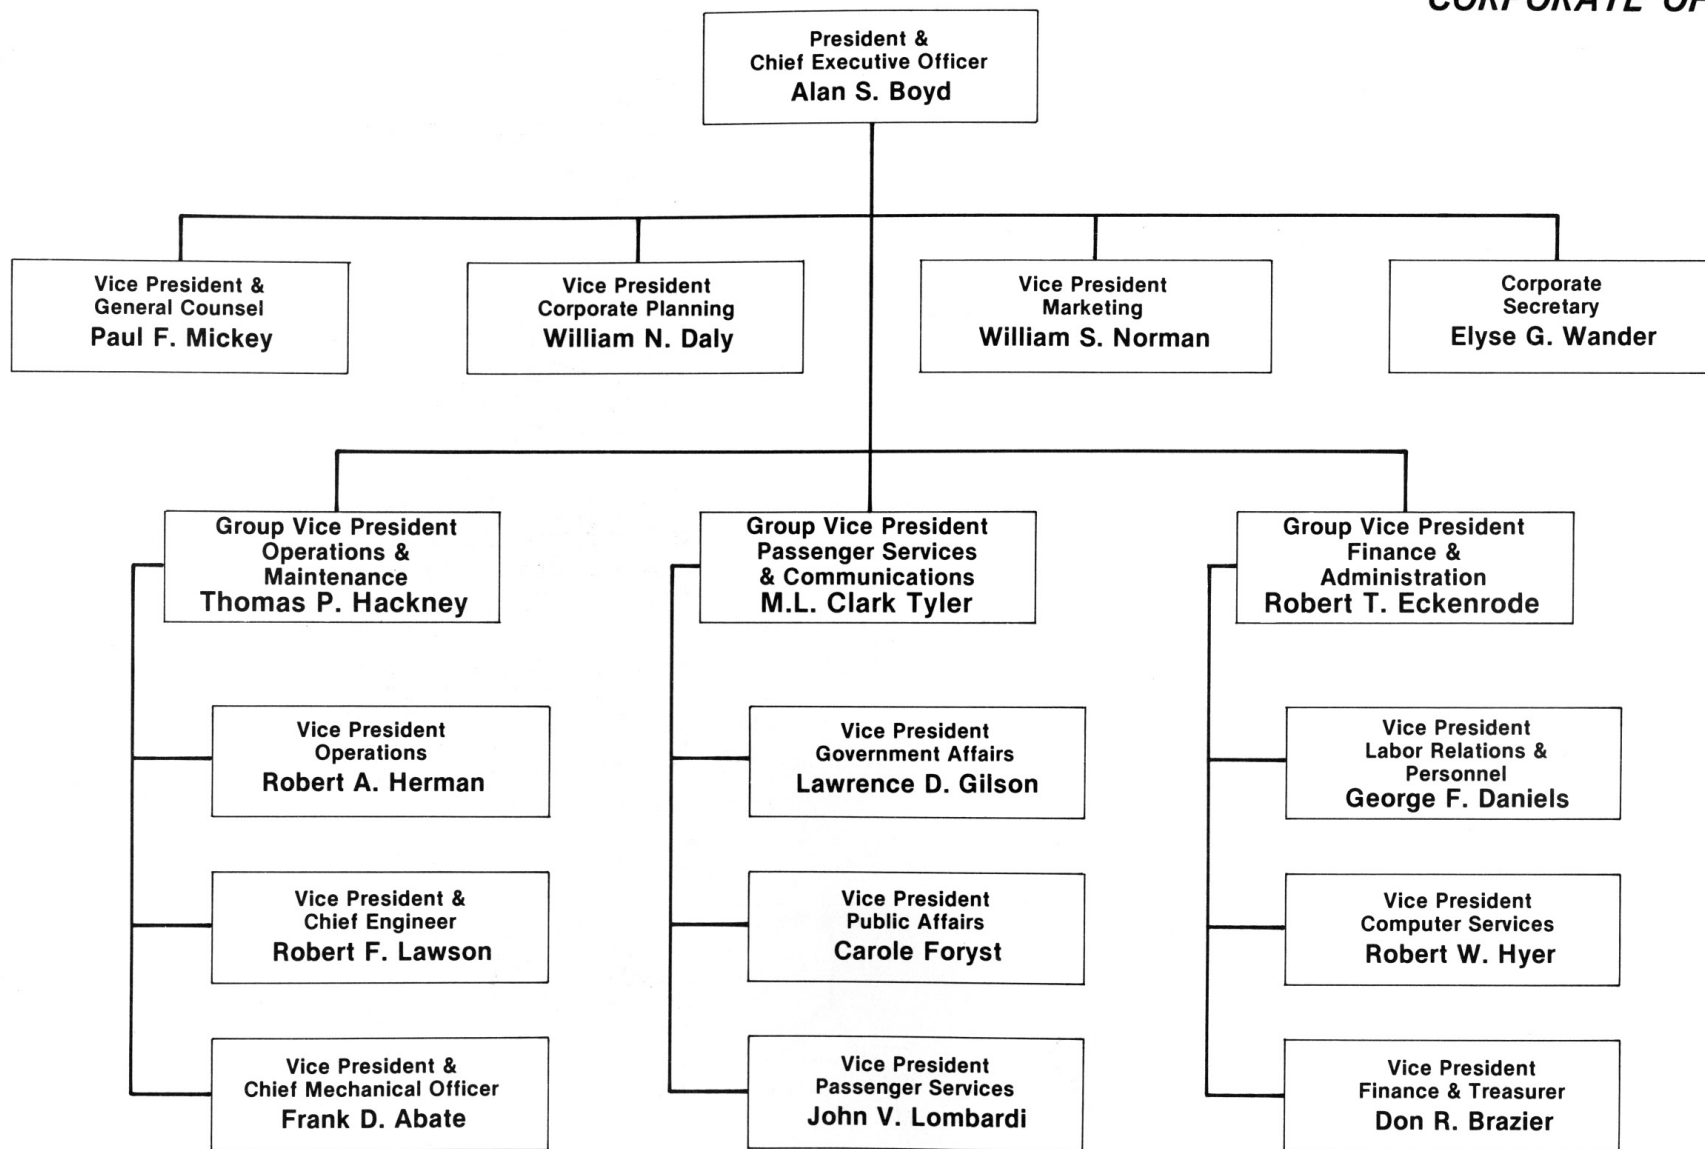 CORPORATE
President &
Chief Executive Officer
Alan S. Boyd
Vice President &
General Counsel
Paul F. Mickey
Vice President
Corporate Planning
William N. Daly
Vice President
Marketing
William S. Norman
Corporate
Secretary
Elyse G. Wander
Group Vice President
Operations &
Maintenance
Thomas P. Hackney
Group Vice President
Passenger Services
& Communications
M.L. Clark Tyler
Group Vice President
Finance &
Administration
Robert T. Eckenrode
Vice President
Operations
Robert A. Herman
Vice President
Government Affairs
Lawrence D. Gilson
Vice President
Labor Relations &
Personnel
George F. Daniels
Vice President &
Chief Engineer
Robert F. Lawson
Vice President
Public Affairs
Carole Foryst
Vice President
Computer Services
Robert W. Hyer
Vice President &
Chief Mechanical Officer
Frank D. Abate
Vice President
Passenger Services
John V. Lombardi
Vice President
Finance & Treasurer
Don R. Brazier